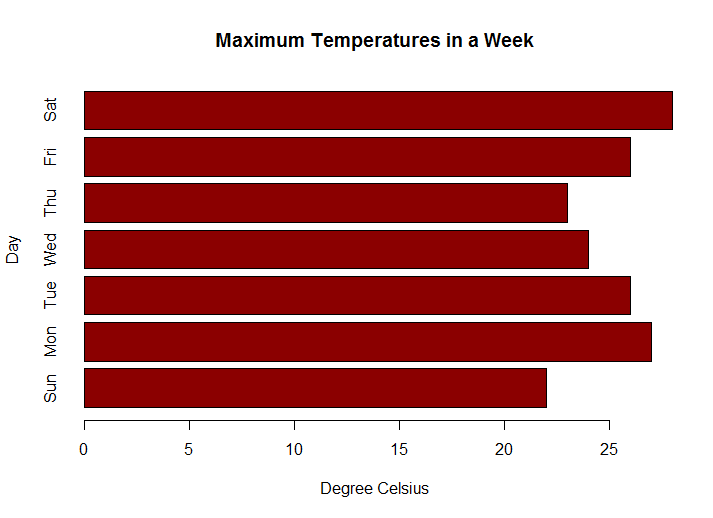 Maximum Temperatures in a Week
Day
Sat
Fri
Thu
Wed
Tue
Mon
Sun
0 5 10 15 20 25
Degree Celsius